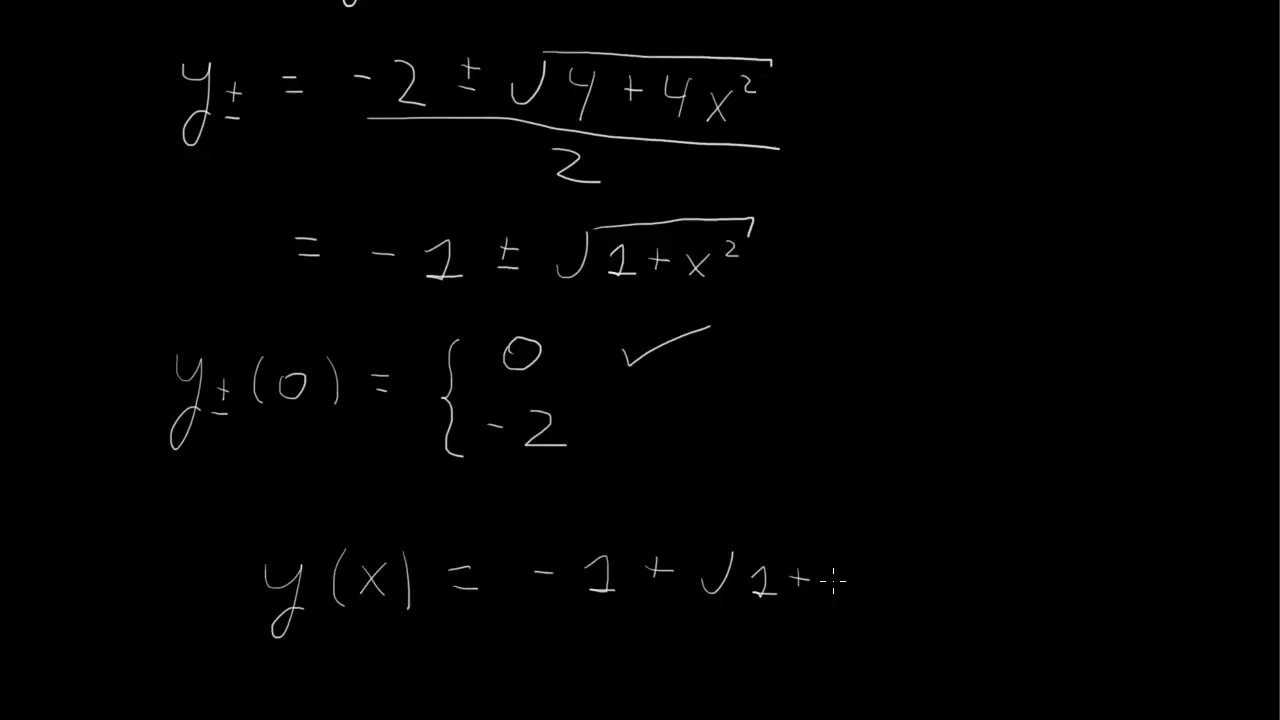 y± = (-2 ± √(4 + 4x²))/2
= -1 ± √(1 + x²)
y±(0) = { 0 ✓
-2
y(x) = -1 + √1+